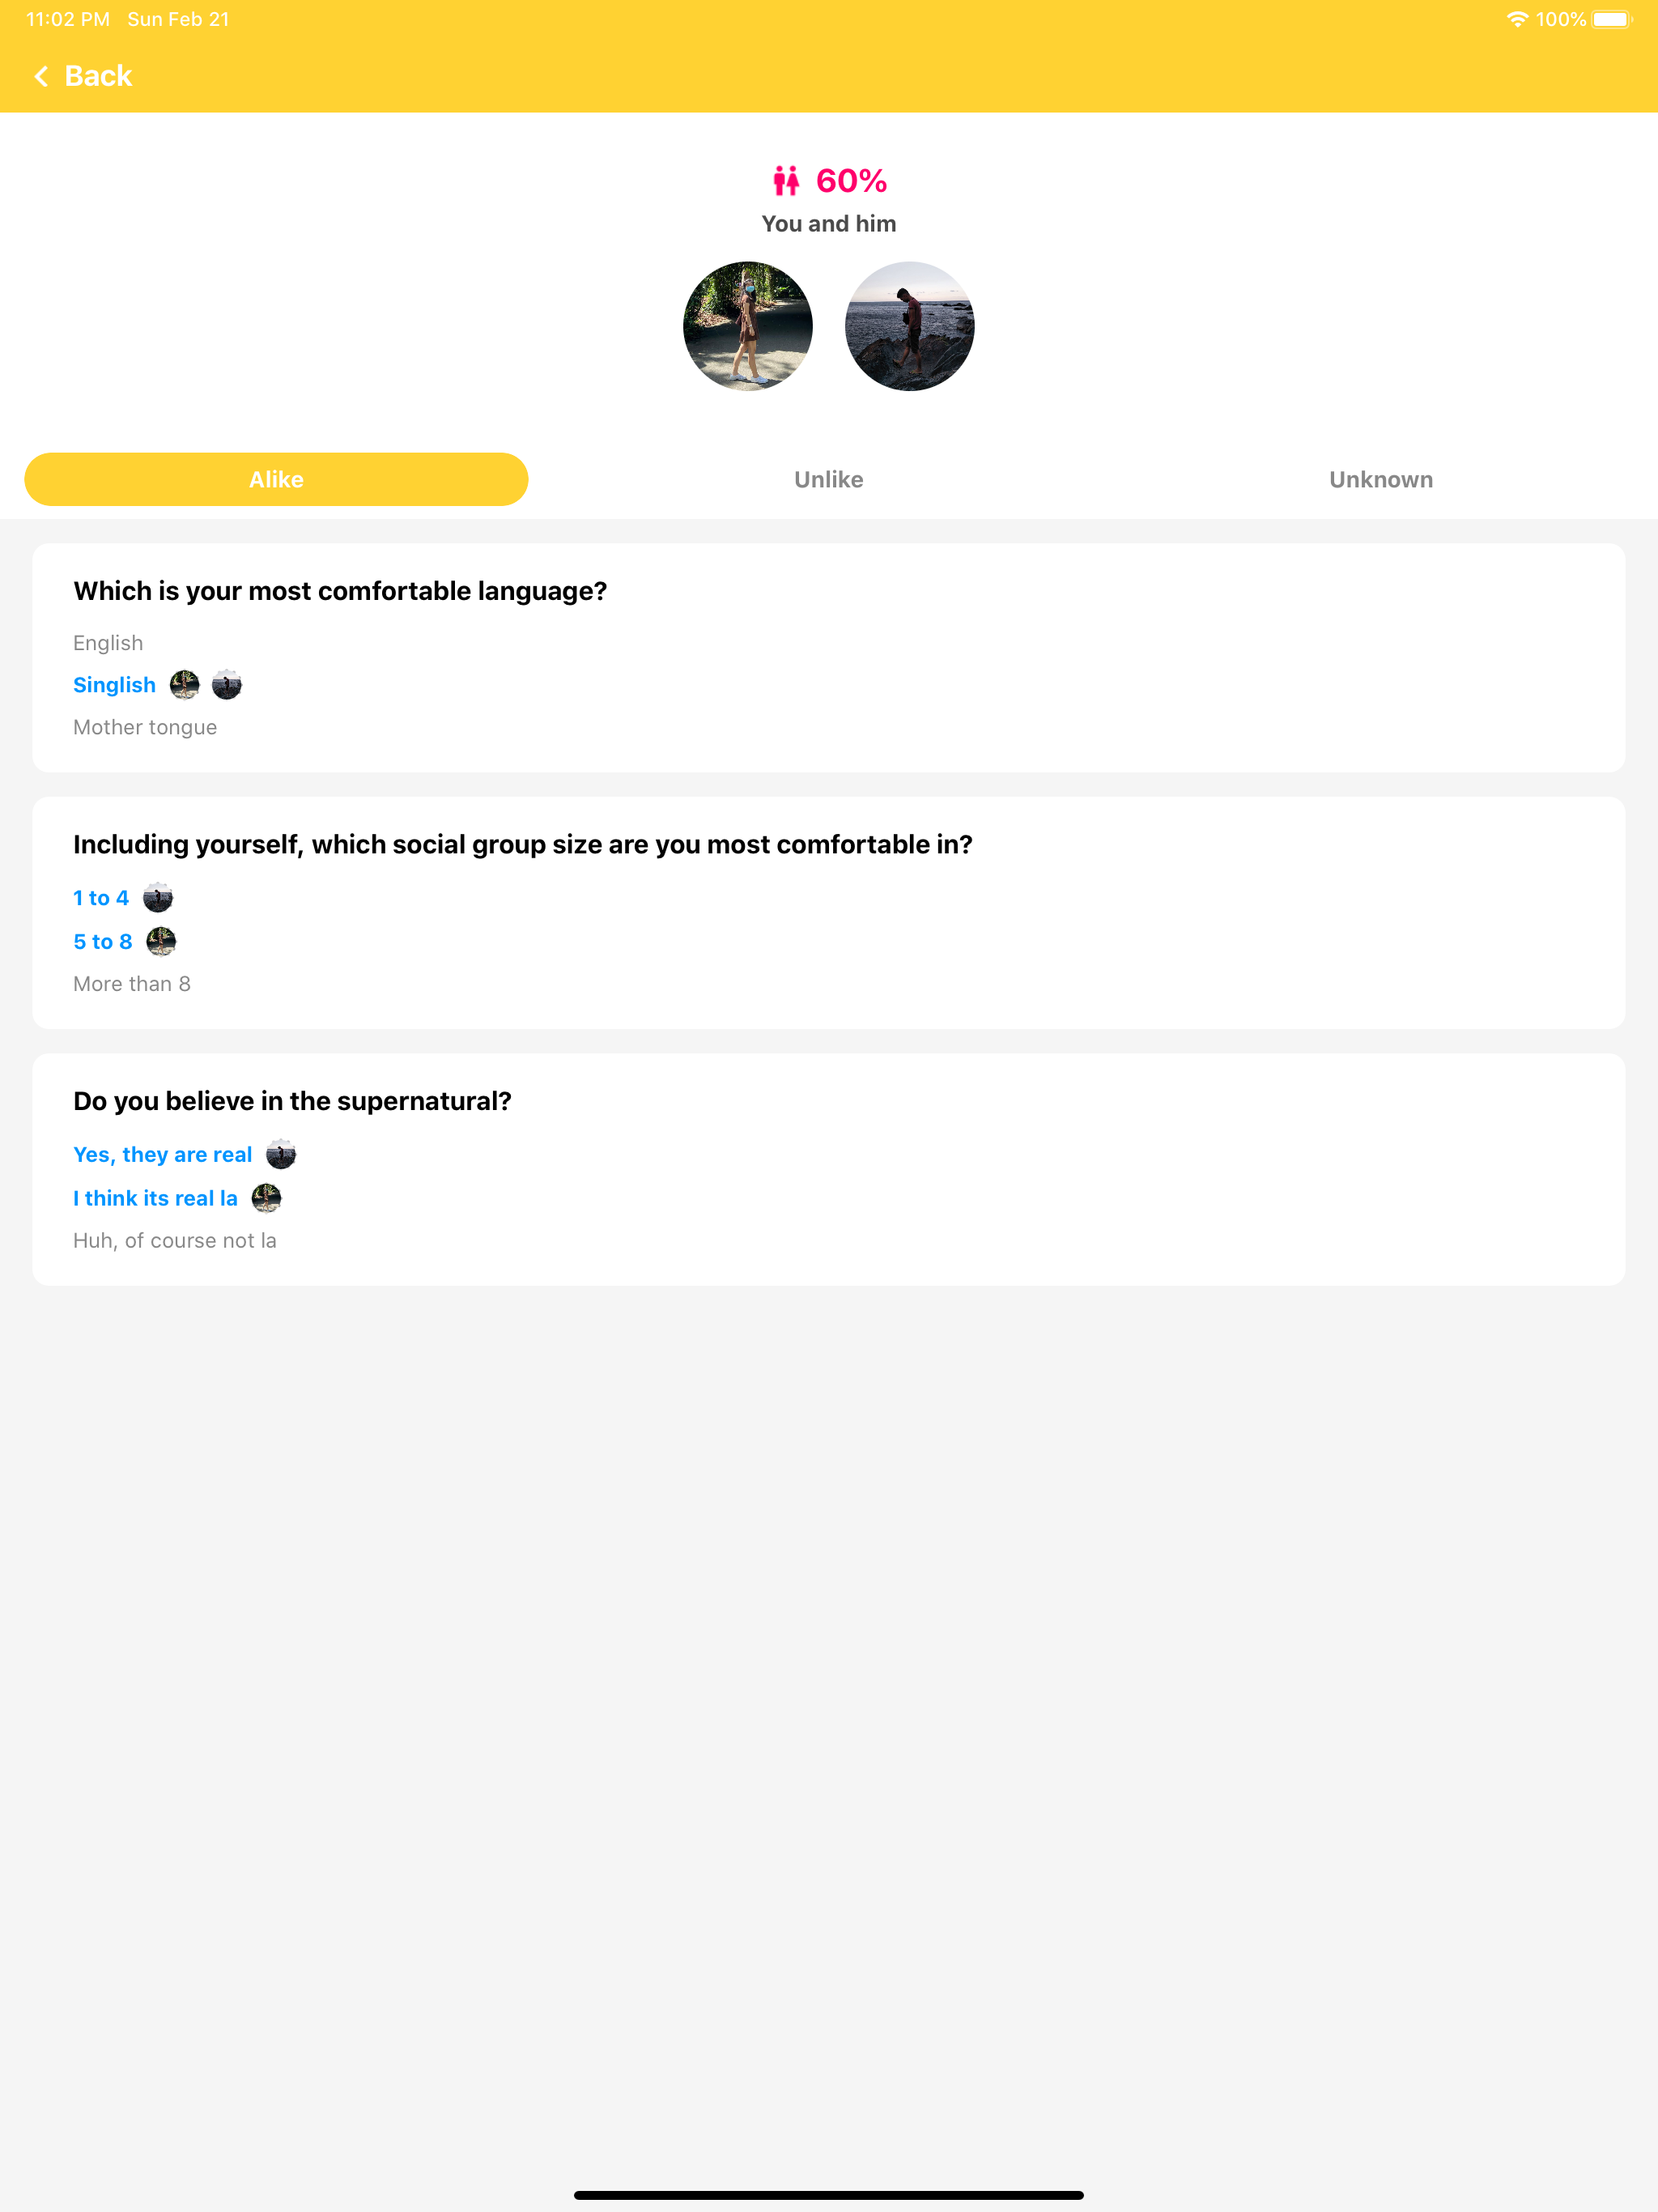 11:02 PM Sun Feb 21 100%
Back
60%
You and him
Alike Unlike Unknown
Which is your most comfortable language?
English
Singlish
Mother tongue
Including yourself, which social group size are you most comfortable in?
1 to 4
5 to 8
More than 8
Do you believe in the supernatural?
Yes, they are real
I think its real la
Huh, of course not la